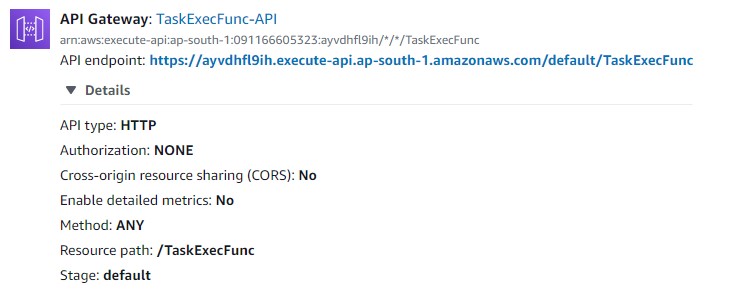 API Gateway: TaskExecFunc-API
arn:aws:execute-api:ap-south-1:091166605323:ayvdhfl9ih/*/*/TaskExecFunc
API endpoint: https://ayvdhfl9ih.execute-api.ap-south-1.amazonaws.com/default/TaskExecFunc
Details
API type: HTTP
Authorization: NONE
Cross-origin resource sharing (CORS): No
Enable detailed metrics: No
Method: ANY
Resource path: /TaskExecFunc
Stage: default